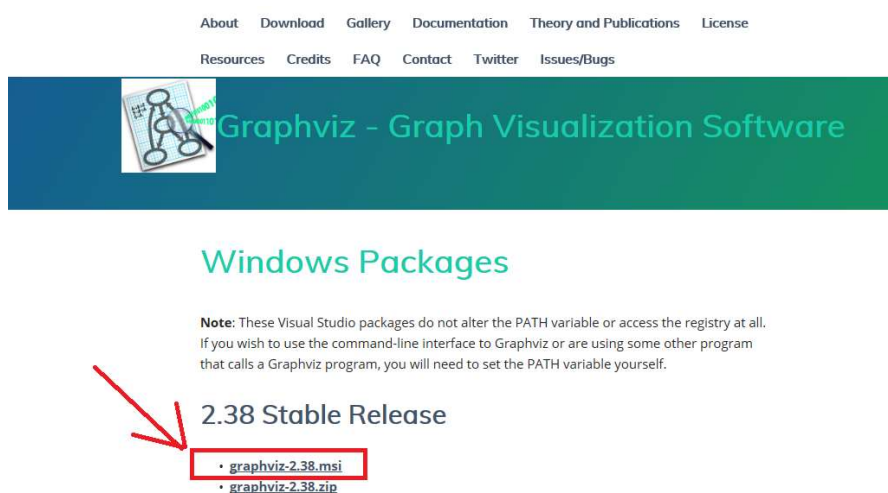 About Download Gallery Documentation Theory and Publications License
Resources Credits FAQ Contact Twitter Issues/Bugs
Graphviz - Graph Visualization Software
Windows Packages
Note: These Visual Studio packages do not alter the PATH variable or access the registry at all.
If you wish to use the command-line interface to Graphviz or are using some other program
that calls a Graphviz program, you will need to set the PATH variable yourself.
2.38 Stable Release
• graphviz-2.38.msi
• graphviz-2.38.zip